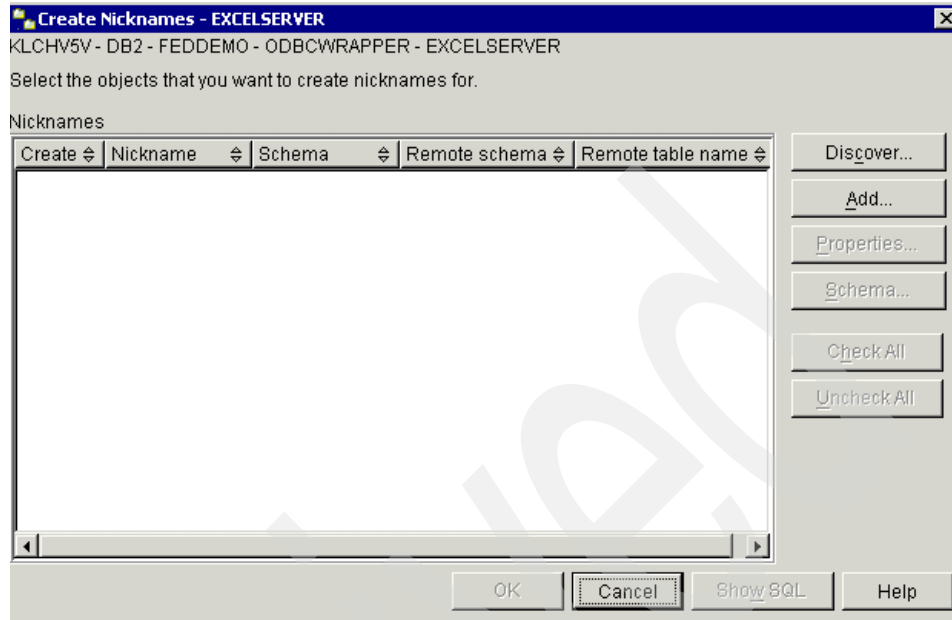 Create Nicknames - EXCELSERVER
KLCHV5V - DB2 - FEDDEMO - ODBCWRAPPER - EXCELSERVER
Select the objects that you want to create nicknames for.
Nicknames
Create Nickname Schema Remote schema Remote table name
Discover...
Add...
Properties...
Schema...
Check All
Uncheck All
OK Cancel Show SQL Help